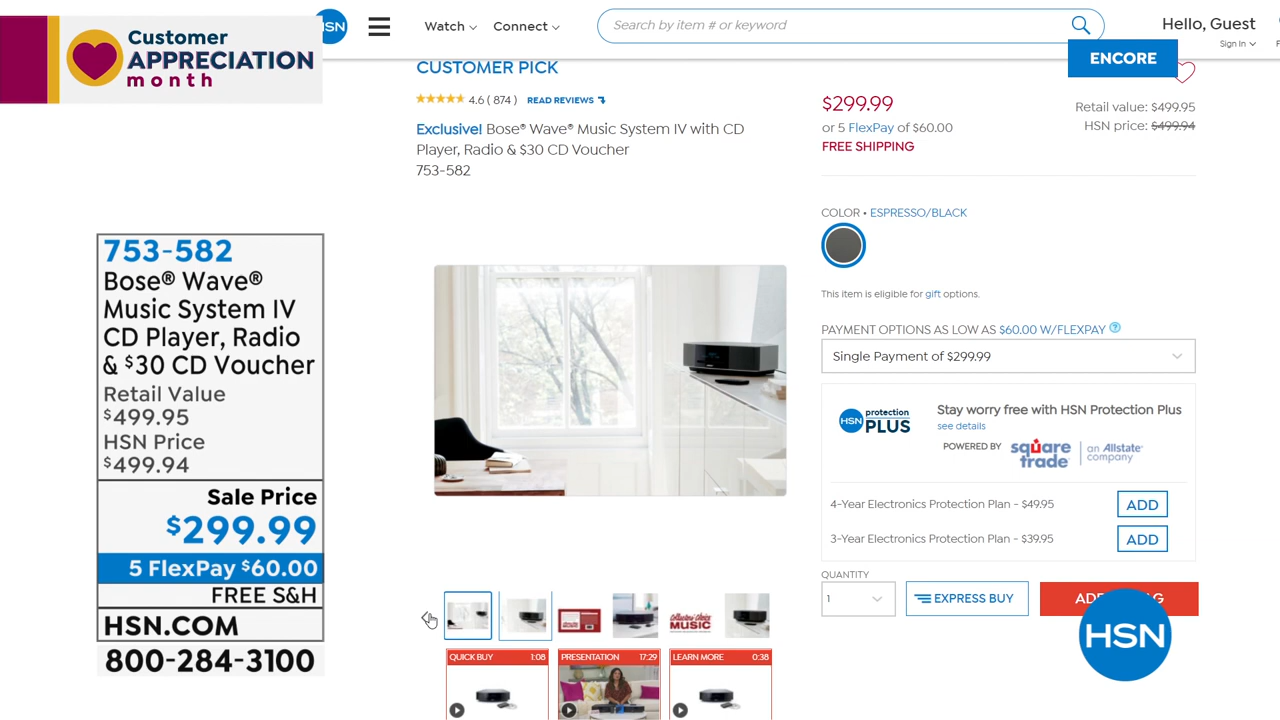 Customer
APPRECIATION
month
HSN
Watch
Connect
Search by item # or keyword
Hello, Guest
Sign In
ENCORE
CUSTOMER PICK
4.6 ( 874 ) READ REVIEWS
Exclusive! Bose® Wave® Music System IV with CD
Player, Radio & $30 CD Voucher
753-582
$299.99
or 5 FlexPay of $60.00
FREE SHIPPING
Retail value: $499.95
HSN price: $499.94
COLOR • ESPRESSO/BLACK
This item is eligible for gift options.
PAYMENT OPTIONS AS LOW AS $60.00 W/FLEXPAY ?
Single Payment of $299.99
HSN protection PLUS
Stay worry free with HSN Protection Plus
see details
POWERED BY square trade an Allstate company
4-Year Electronics Protection Plan - $49.95 ADD
3-Year Electronics Protection Plan - $39.95 ADD
QUANTITY
1
EXPRESS BUY
HSN
753-582
Bose® Wave®
Music System IV
CD Player, Radio
& $30 CD Voucher
Retail Value
$499.95
HSN Price
$499.94
Sale Price
$299.99
5 FlexPay $60.00
FREE S&H
HSN.COM
800-284-3100
collectors' choice
MUSIC
QUICK BUY 1:08
PRESENTATION 17:29
LEARN MORE 0:38